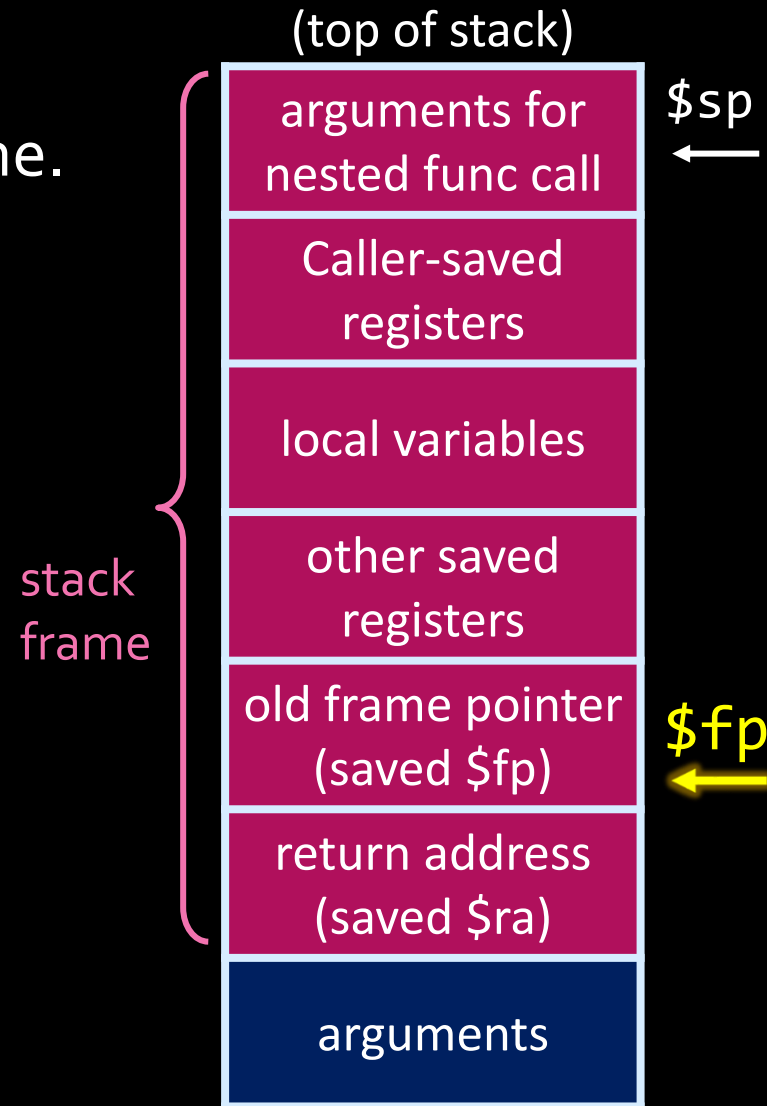 (top of stack)
arguments for
nested func call
$sp
ne.
Caller-saved
registers
local variables
other saved
registers
stack
frame
old frame pointer
(saved $fp)
$fp
return address
(saved $ra)
arguments